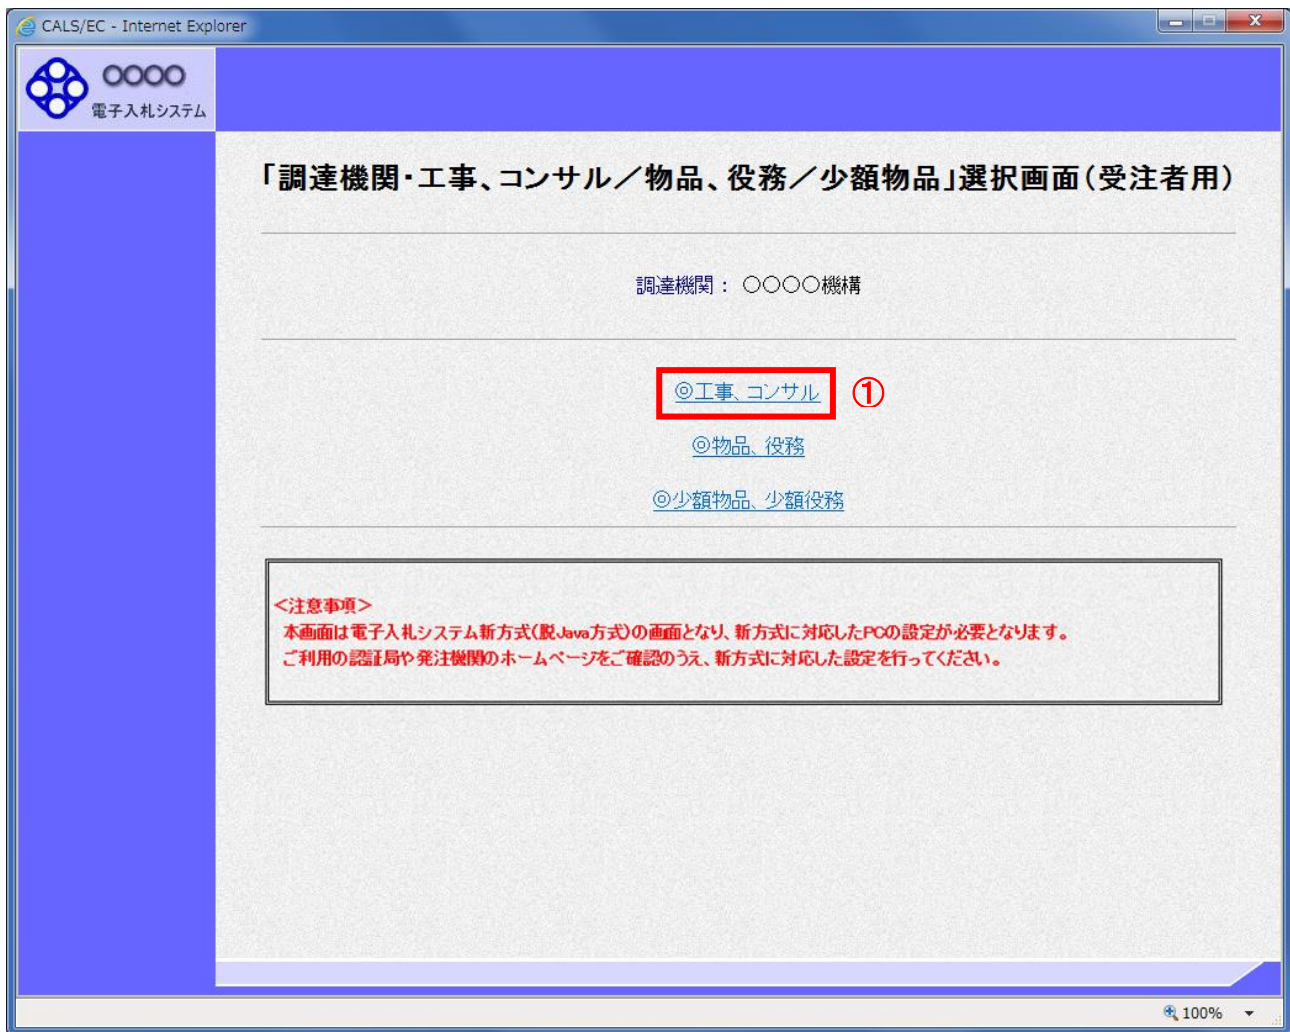 CALS/EC - Internet Explorer
○○○○
電子入札システム
「調達機関・工事、コンサル／物品、役務／少額物品」選択画面(受注者用)
調達機関： ○○○○機構
◎工事、コンサル ①
◎物品、役務
◎少額物品、少額役務
＜注意事項＞
本画面は電子入札システム新方式(脱Java方式)の画面となり、新方式に対応したPCの設定が必要となります。
ご利用の認証局や発注機関のホームページをご確認のうえ、新方式に対応した設定を行ってください。
100%